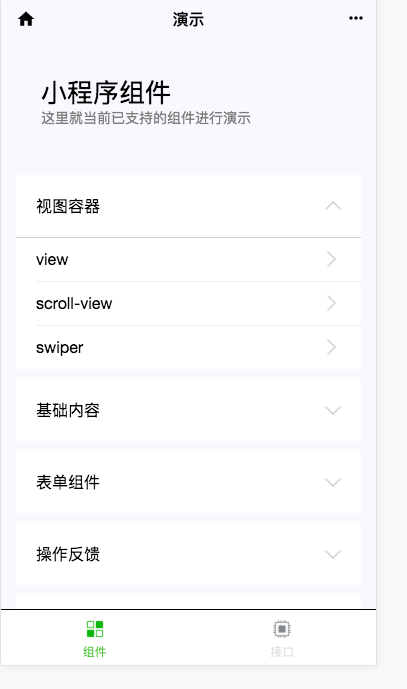 演示
小程序组件
这里就当前已支持的组件进行演示
视图容器
view
scroll-view
swiper
基础内容
表单组件
操作反馈
组件
接口